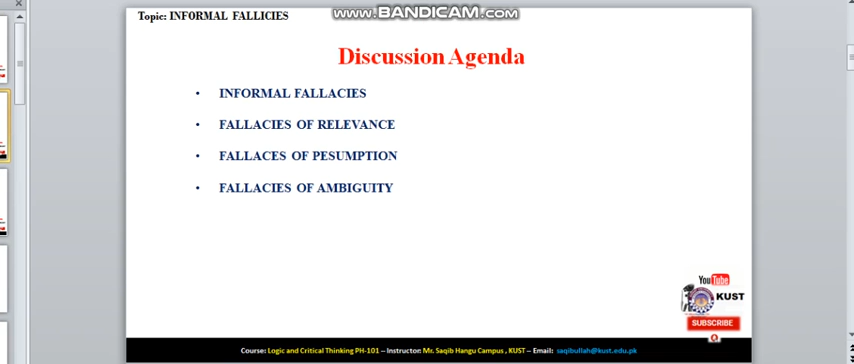 www.BANDICAM.com
Topic: INFORMAL FALLICIES
Discussion Agenda
• INFORMAL FALLACIES
• FALLACIES OF RELEVANCE
• FALLACES OF PESUMPTION
• FALLACIES OF AMBIGUITY
YouTube
KUST
SUBSCRIBE
Course: Logic and Critical Thinking PH-101 – Instructor: Mr. Saqib Hangu Campus , KUST – Email: saqibullah@kust.edu.pk